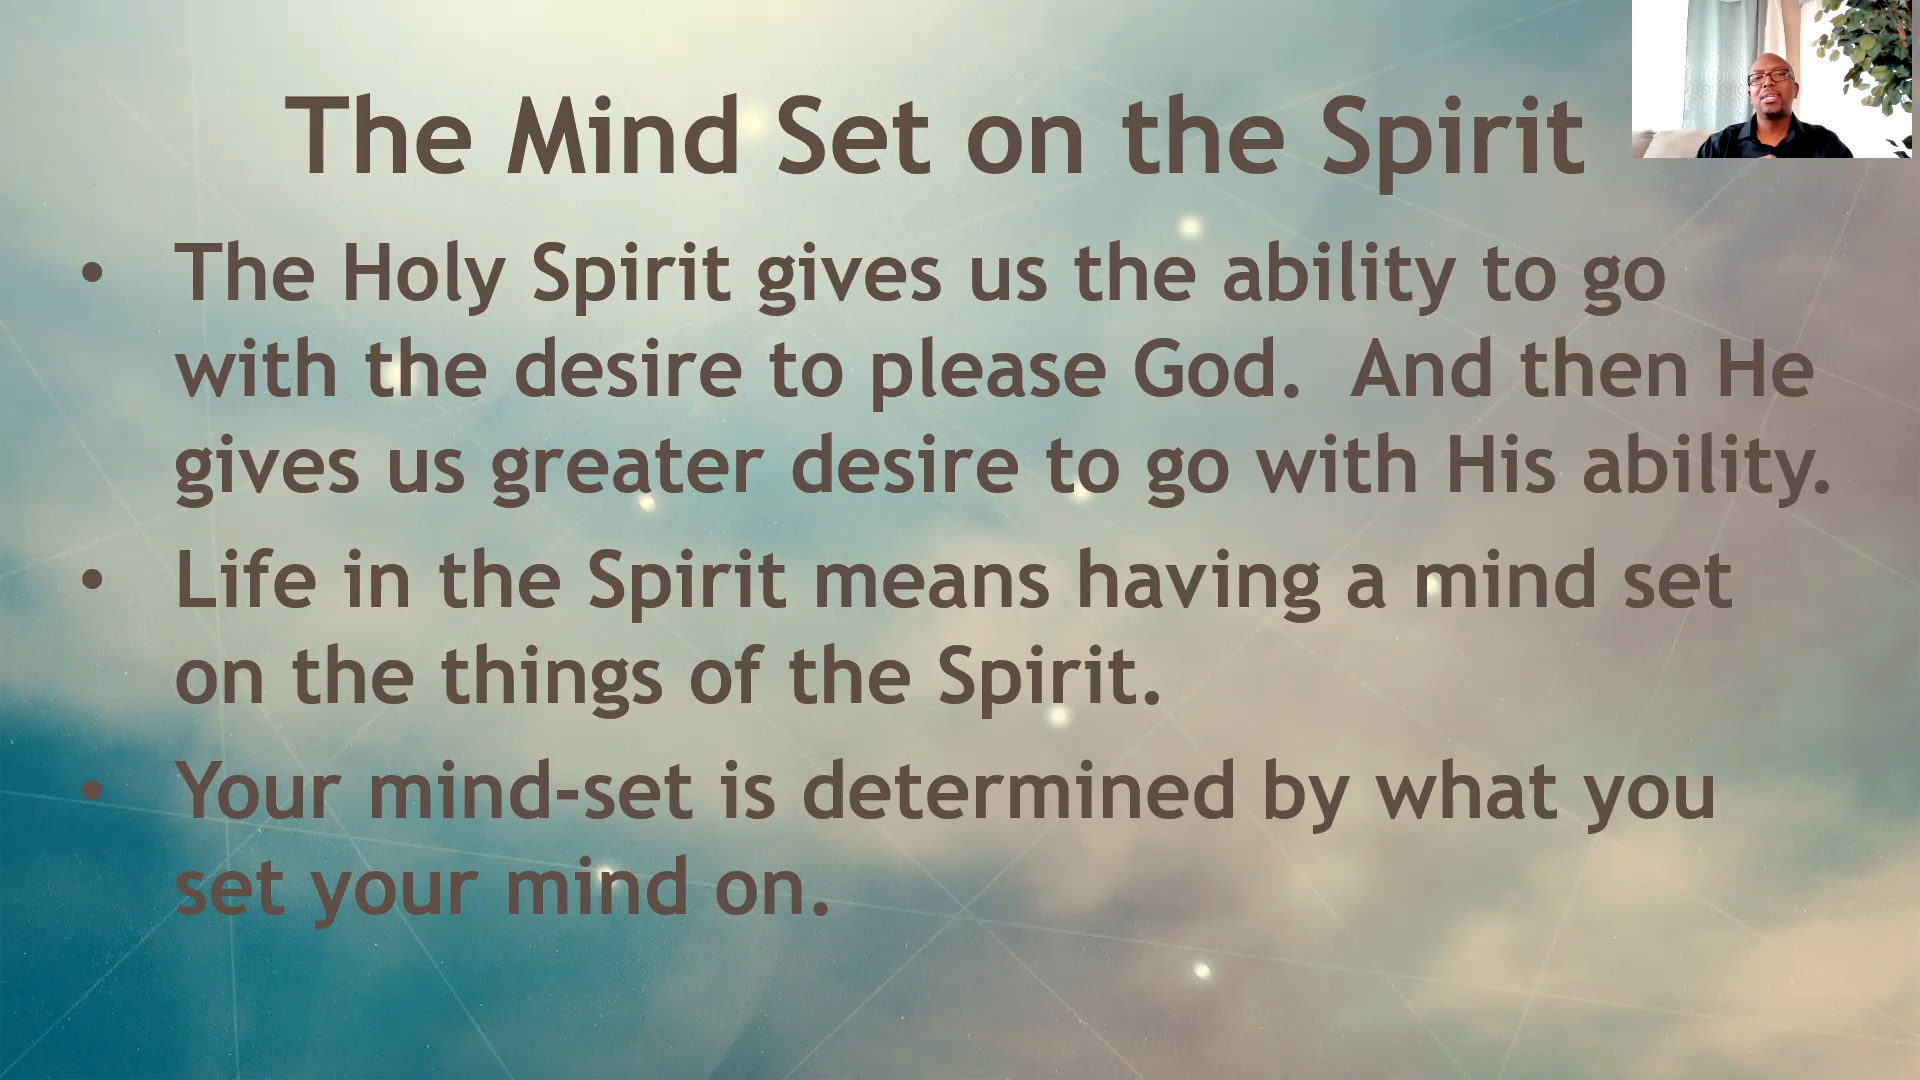 The Mind Set on the Spirit
• The Holy Spirit gives us the ability to go
with the desire to please God.  And then He
gives us greater desire to go with His ability.
• Life in the Spirit means having a mind set
on the things of the Spirit.
• Your mind-set is determined by what you
set your mind on.